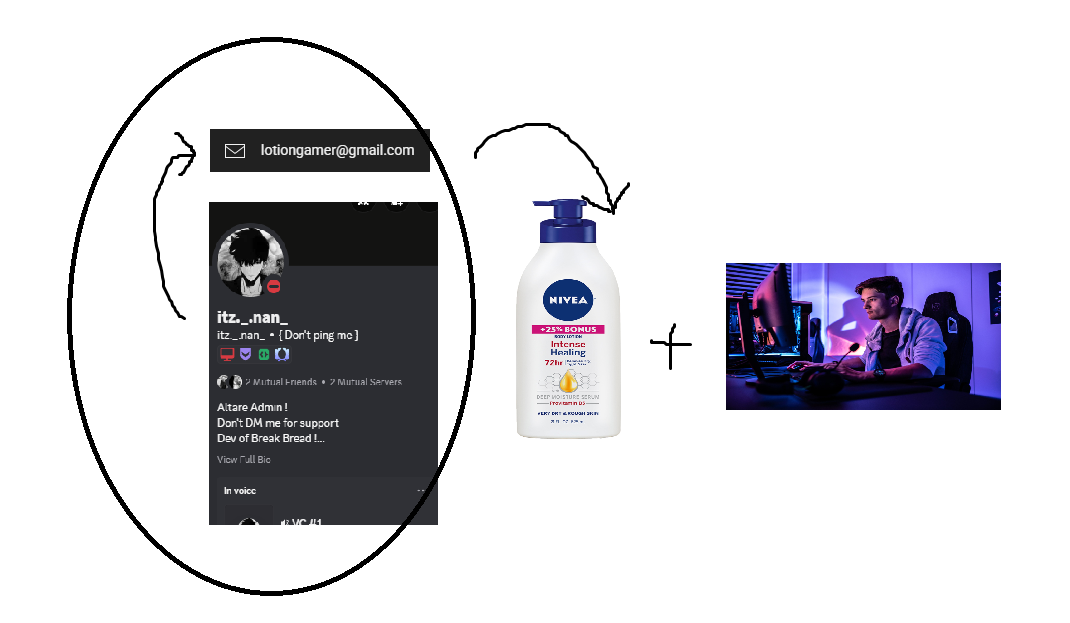 lotiongamer@gmail.com
itz._.nan_
itz._.nan_ • [ Don't ping me ]
2 Mutual Friends • 2 Mutual Servers
Altare Admin !
Don't DM me for support
Dev of Break Bread !...
View Full Bio
In voice
VC #1
NIVEA
+25% BONUS
BODY LOTION
Intense
Healing
72hr
DEEP MOISTURE SERUM
Provitamin B5
VERY DRY & ROUGH SKIN